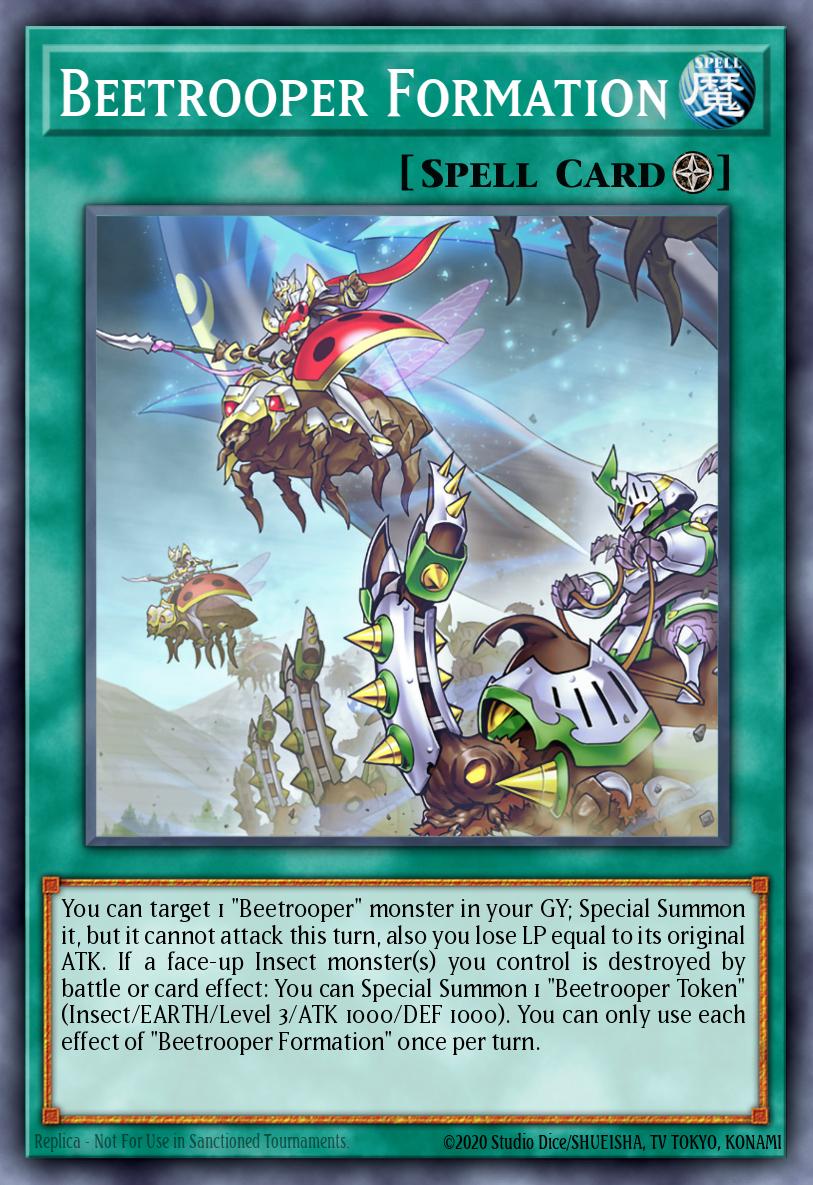 BEETROOPER FORMATION
SPELL
魔
[SPELL CARD]
You can target 1 "Beetrooper" monster in your GY; Special Summon
it, but it cannot attack this turn, also you lose LP equal to its original
ATK. If a face-up Insect monster(s) you control is destroyed by
battle or card effect: You can Special Summon 1 "Beetrooper Token"
(Insect/EARTH/Level 3/ATK 1000/DEF 1000). You can only use each
effect of "Beetrooper Formation" once per turn.
Replica - Not For Use in Sanctioned Tournaments.
©2020 Studio Dice/SHUEISHA, TV TOKYO, KONAMI